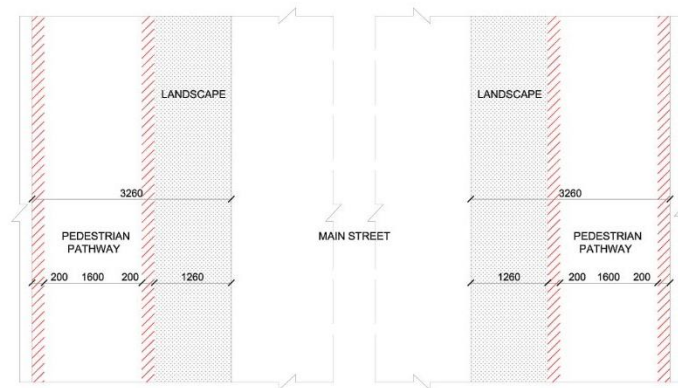 LANDSCAPE
LANDSCAPE
3260
3260
PEDESTRIAN
PATHWAY
MAIN STREET
PEDESTRIAN
PATHWAY
200 1600 200 1260
1260 200 1600 200